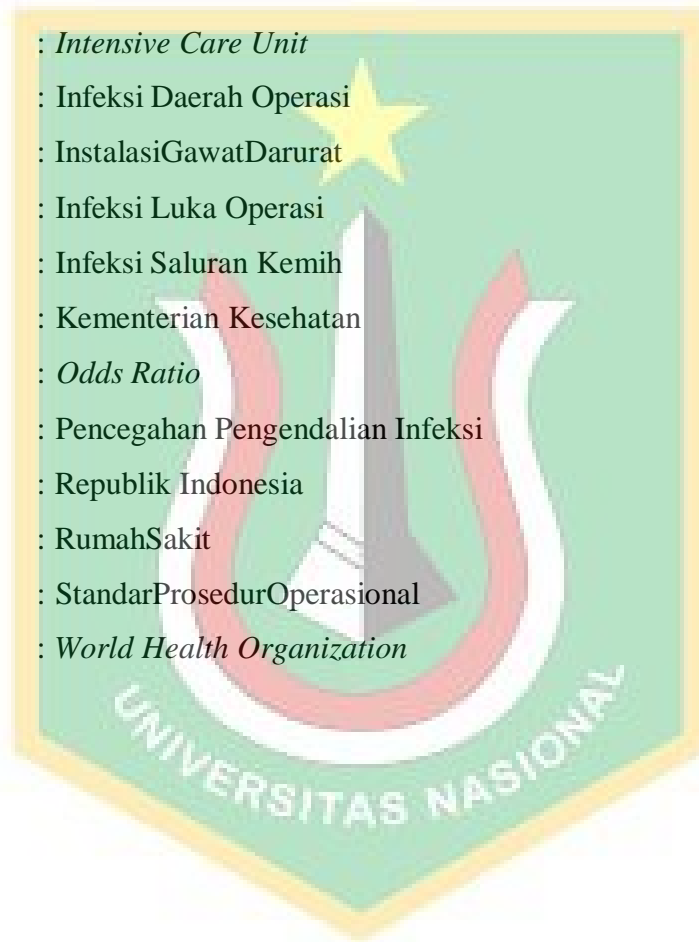 : Intensive Care Unit
: Infeksi Daerah Operasi
: InstalasiGawatDarurat
: Infeksi Luka Operasi
: Infeksi Saluran Kemih
: Kementerian Kesehatan
: Odds Ratio
: Pencegahan Pengendalian Infeksi
: Republik Indonesia
: RumahSakit
: StandarProsedurOperasional
: World Health Organization
UNIVERSITAS NASIONAL